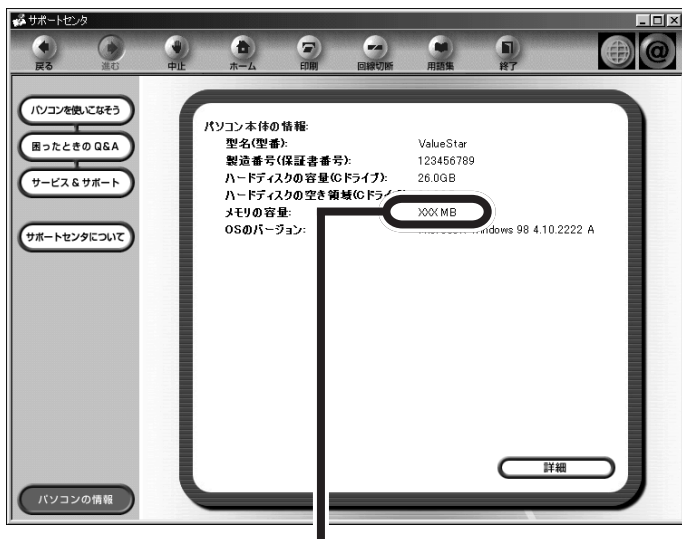 サポートセンタ
戻る 進む 中止 ホーム 印刷 回線切断 用語集 終了
パソコンを使いこなそう
困ったときの Q&A
サービス & サポート
サポートセンタについて
パソコン本体の情報:
型名(型番): ValueStar
製造番号(保証書番号): 123456789
ハードディスクの容量(Cドライブ): 26.0GB
ハードディスクの空き領域(Cドライ
メモリの容量: XXX MB
OSのバージョン: Windows 98 4.10.2222 A
詳細
パソコンの情報